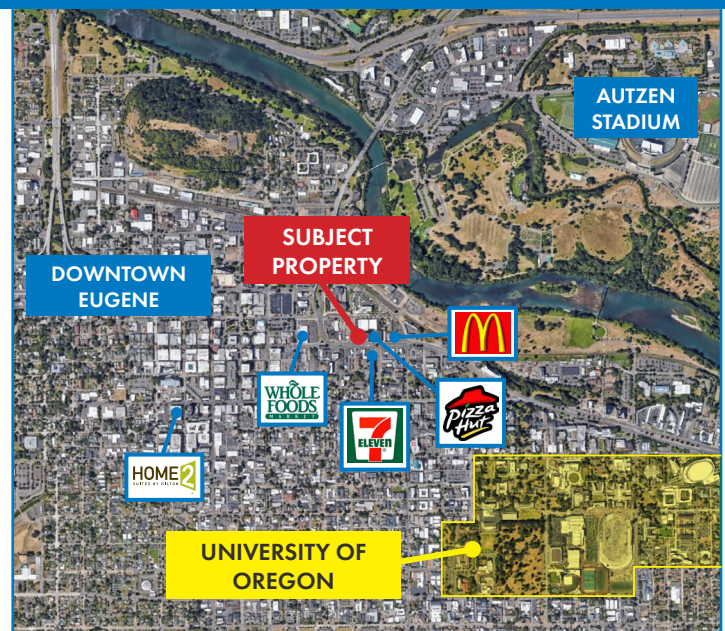 AUTZEN
STADIUM
SUBJECT
PROPERTY
DOWNTOWN
EUGENE
WHOLE
FOODS
MARKET
7
ELEVEN
Pizza
Hut
HOME2
SUITES BY HILTON
UNIVERSITY OF
OREGON